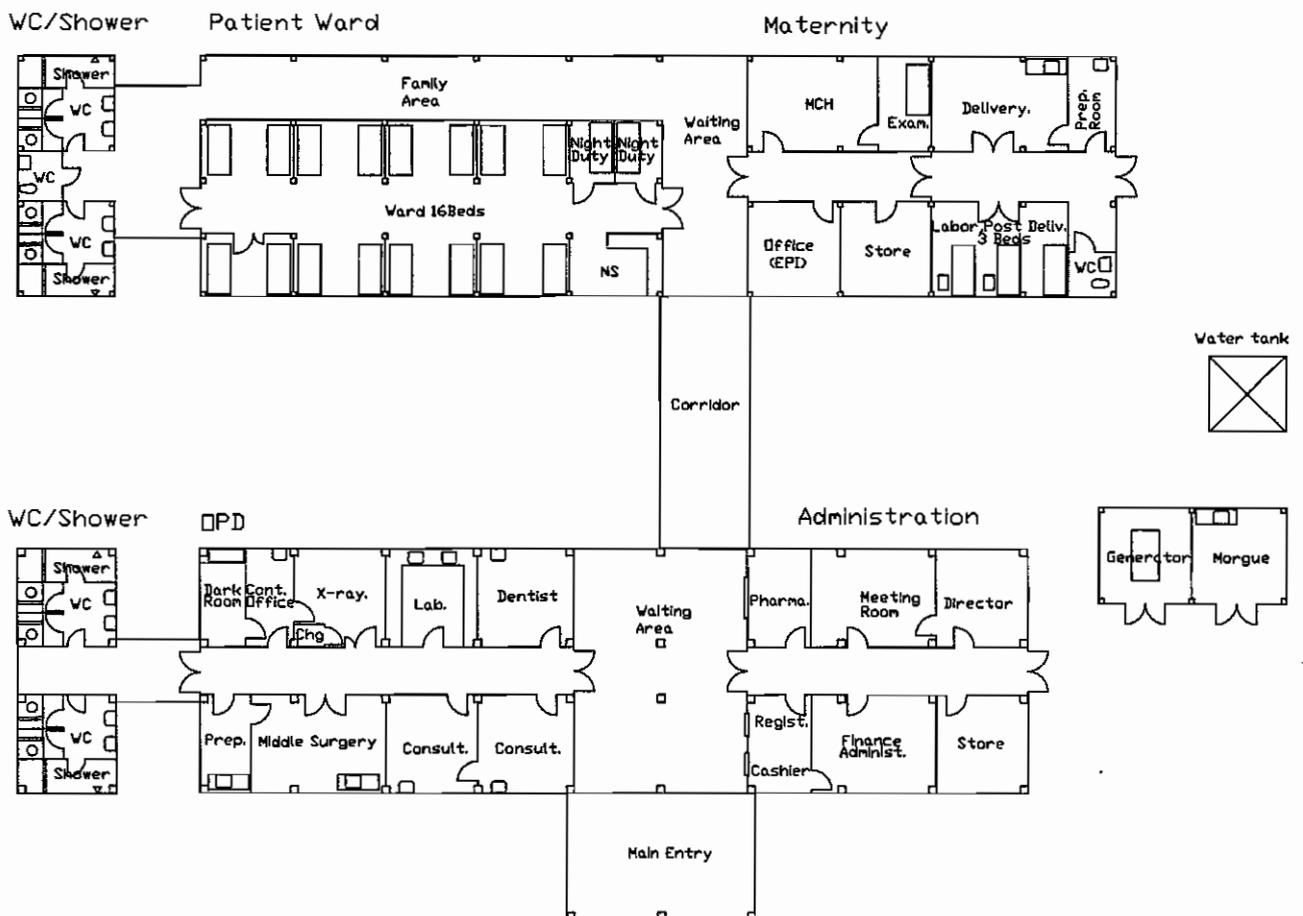 WC/Shower
Patient Ward
Maternity
Shower
WC
WC
WC
Shower
Family
Area
Night
Duty
Night
Duty
Ward 16Beds
NS
Waiting
Area
MCH
Exam.
Delivery.
Prep.
Room
Office
(EPI)
Store
Labor, Post Deliv.
3 Beds
WC
Corridor
Water tank
WC/Shower
OPD
Administration
Shower
WC
WC
Shower
Dark
Room
Cont.
Office
X-ray.
Chg
Lab.
Dentist
Waiting
Area
Pharma.
Meeting
Room
Director
Generator
Morgue
Prep.
Middle Surgery
Consult.
Consult.
Regist.
Cashier
Finance
Administ.
Store
Main Entry